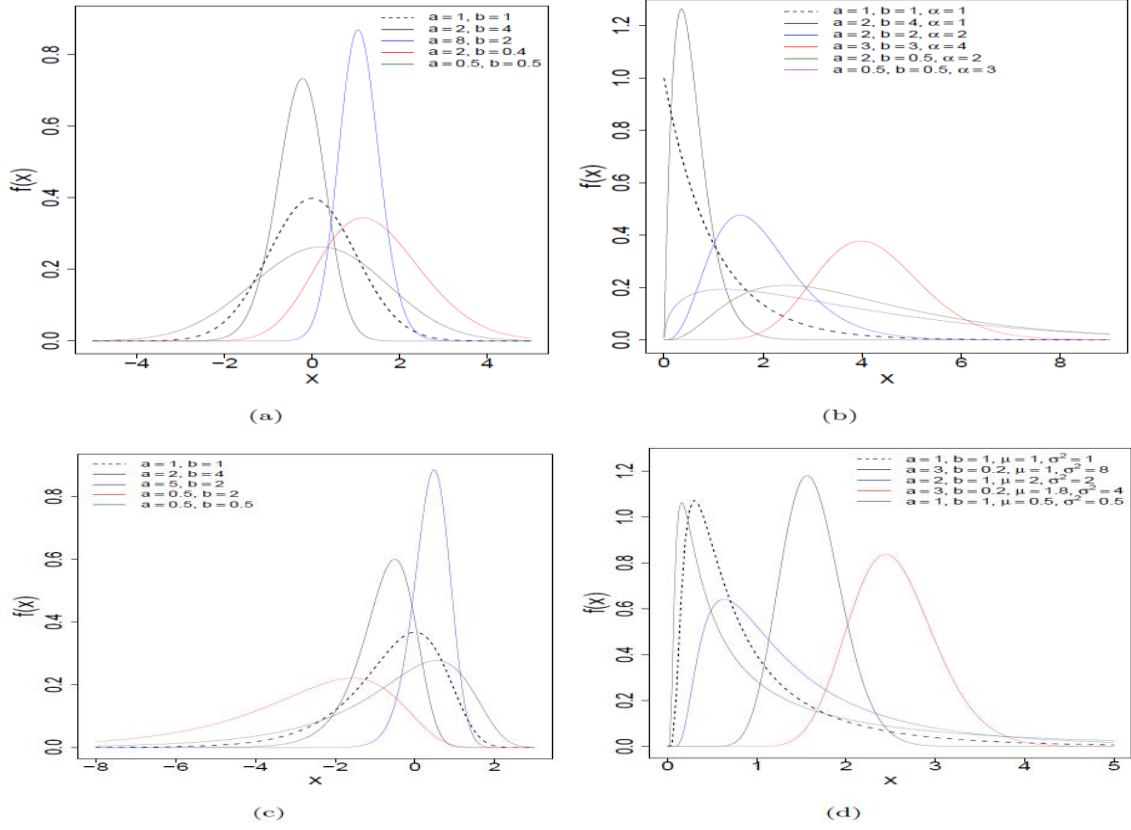 a = 1, b = 1
a = 2, b = 4
a = 8, b = 2
a = 2, b = 0.4
a = 0.5, b = 0.5
f(x)
0.0 0.2 0.4 0.6 0.8
−4 −2 0 2 4
x
(a)
a = 1, b = 1, α = 1
a = 2, b = 4, α = 1
a = 2, b = 2, α = 2
a = 3, b = 3, α = 4
a = 2, b = 0.5, α = 2
a = 0.5, b = 0.5, α = 3
f(x)
0.0 0.2 0.4 0.6 0.8 1.0 1.2
0 2 4 6 8
x
(b)
a = 1, b = 1
a = 2, b = 4
a = 5, b = 2
a = 0.5, b = 2
a = 0.5, b = 0.5
f(x)
0.0 0.2 0.4 0.6 0.8
−8 −6 −4 −2 0 2
x
(c)
a = 1, b = 1, μ = 1, σ² = 1
a = 3, b = 0.2, μ = 1, σ² = 8
a = 2, b = 1, μ = 2, σ² = 2
a = 3, b = 0.2, μ = 1.8, σ² = 4
a = 1, b = 1, μ = 0.5, σ² = 0.5
f(x)
0.0 0.2 0.4 0.6 0.8 1.0 1.2
0 1 2 3 4 5
x
(d)